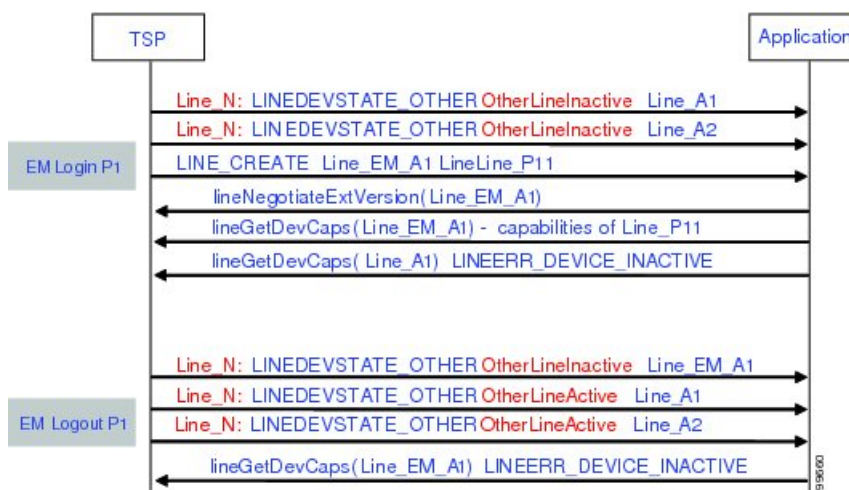 TSP
Application
Line_N: LINEDEVSTATE_OTHER OtherLineInactive Line_A1
Line_N: LINEDEVSTATE_OTHER OtherLineInactive Line_A2
EM Login P1
LINE_CREATE Line_EM_A1 LineLine_P11
lineNegotiateExtVersion(Line_EM_A1)
lineGetDevCaps(Line_EM_A1) - capabilities of Line_P11
lineGetDevCaps( Line_A1) LINEERR_DEVICE_INACTIVE
Line_N: LINEDEVSTATE_OTHER OtherLineInactive Line_EM_A1
Line_N: LINEDEVSTATE_OTHER OtherLineActive Line_A1
EM Logout P1
Line_N: LINEDEVSTATE_OTHER OtherLineActive Line_A2
lineGetDevCaps(Line_EM_A1) LINEERR_DEVICE_INACTIVE